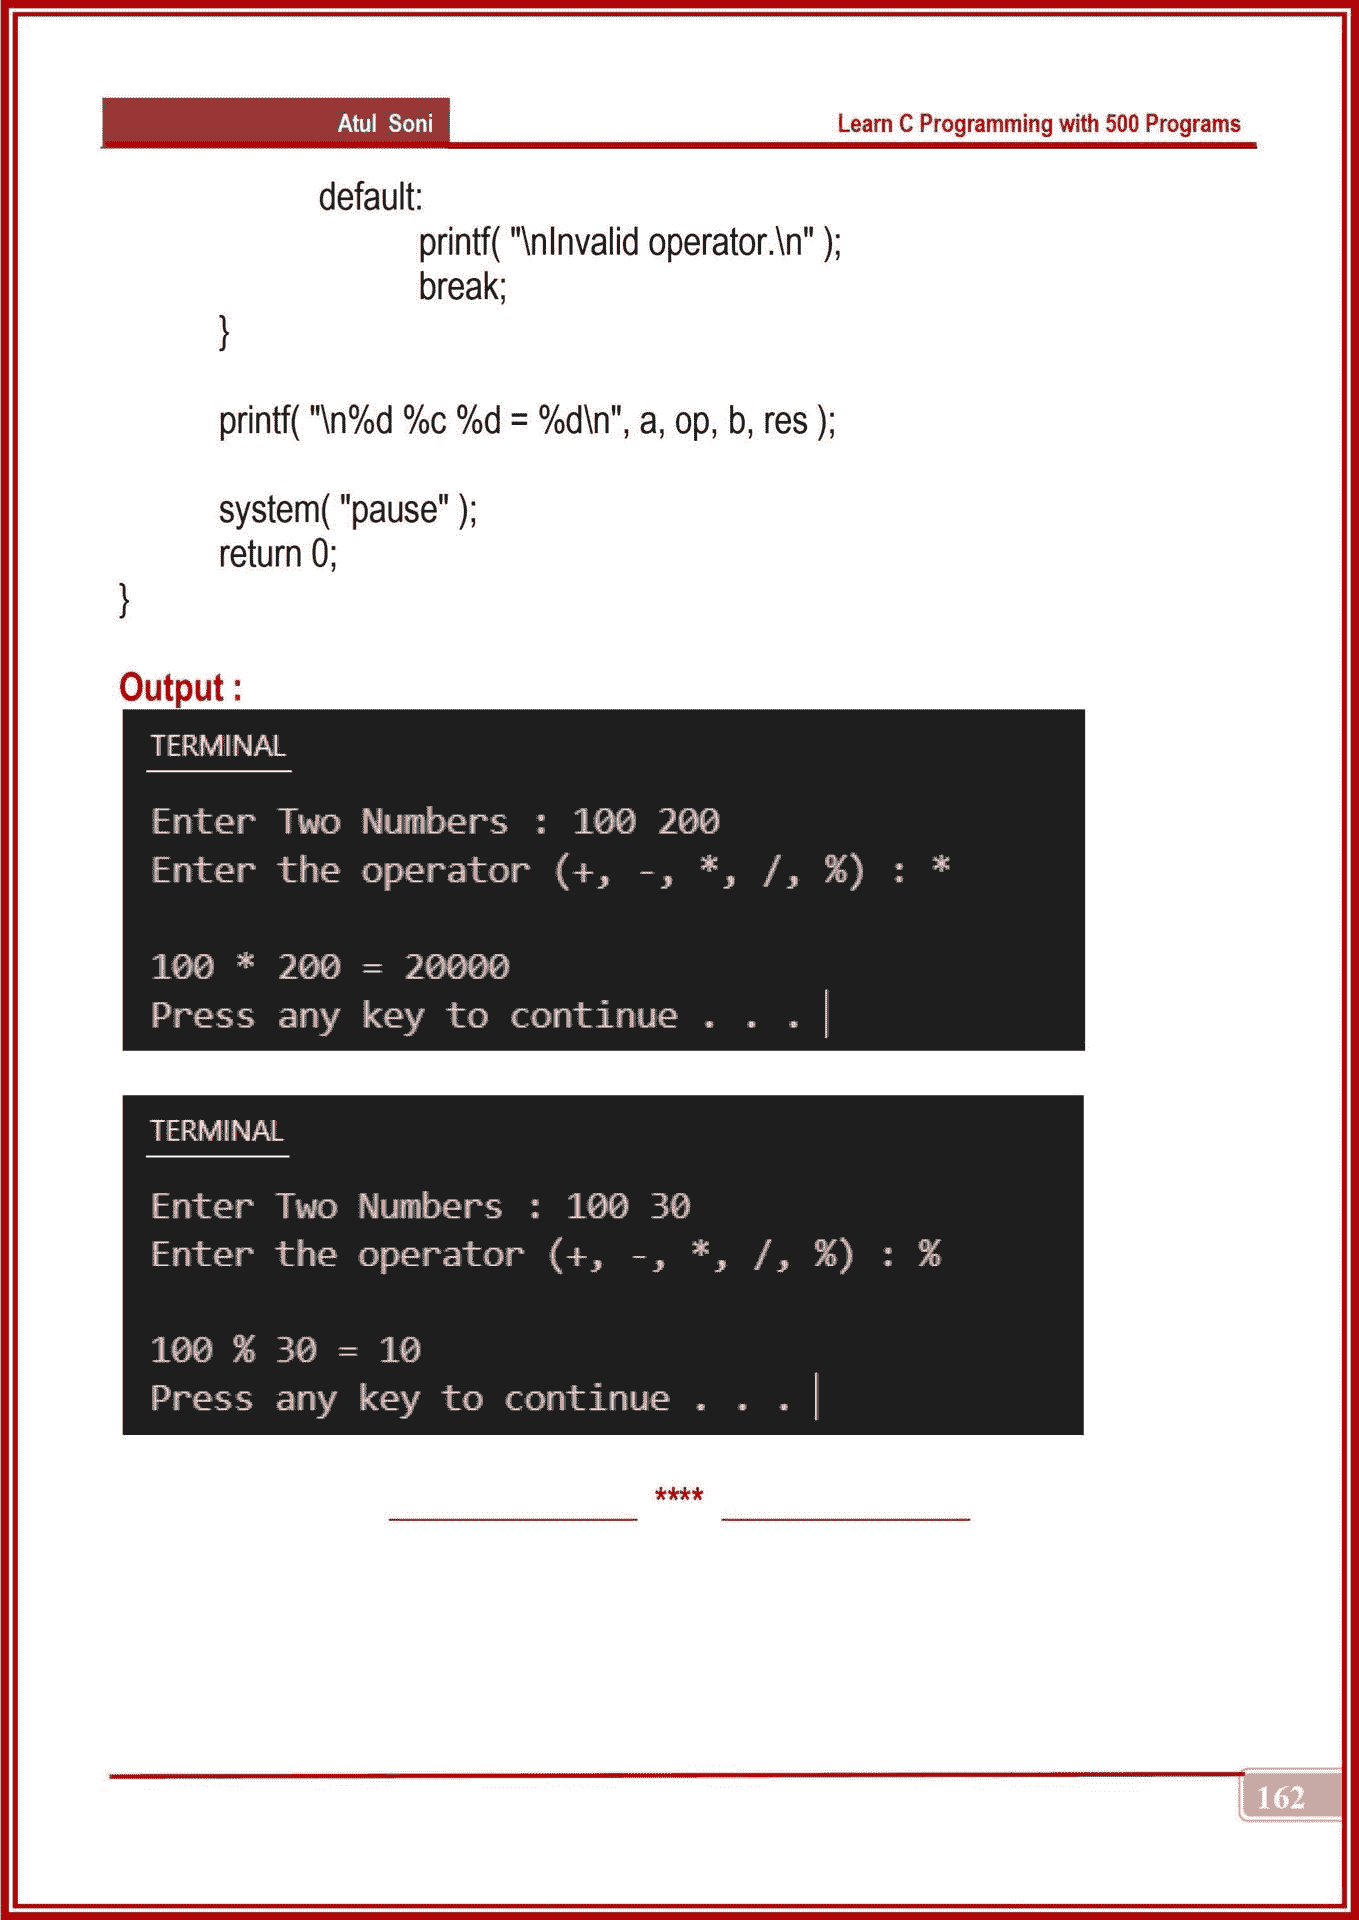 Atul Soni
Learn C Programming with 500 Programs
default:
printf( "\nInvalid operator.\n" );
break;
}
printf( "\n%d %c %d = %d\n", a, op, b, res );
system( "pause" );
return 0;
}
Output :
TERMINAL
Enter Two Numbers : 100 200
Enter the operator (+, -, *, /, %) : *
100 * 200 = 20000
Press any key to continue . . .
TERMINAL
Enter Two Numbers : 100 30
Enter the operator (+, -, *, /, %) : %
100 % 30 = 10
Press any key to continue . . .
****
162